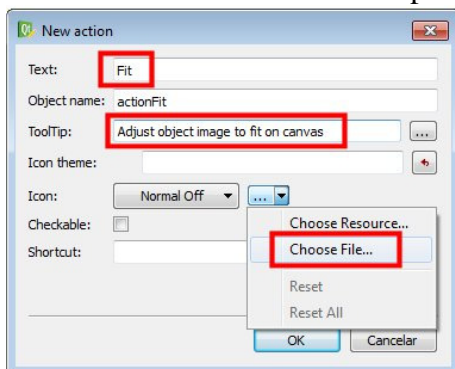 New action
Text: Fit
Object name: actionFit
ToolTip: Adjust object image to fit on canvas ...
Icon theme:
Icon: Normal Off ...
Checkable:
Shortcut:
Choose Resource...
Choose File...
Reset
Reset All
OK Cancelar